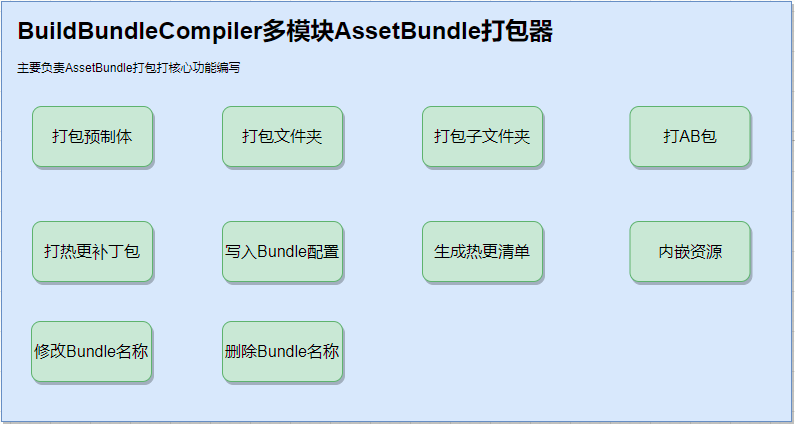 BuildBundleCompiler多模块AssetBundle打包器
主要负责AssetBundle打包打核心功能编写
打包预制体
打包文件夹
打包子文件夹
打AB包
打热更补丁包
写入Bundle配置
生成热更清单
内嵌资源
修改Bundle名称
删除Bundle名称